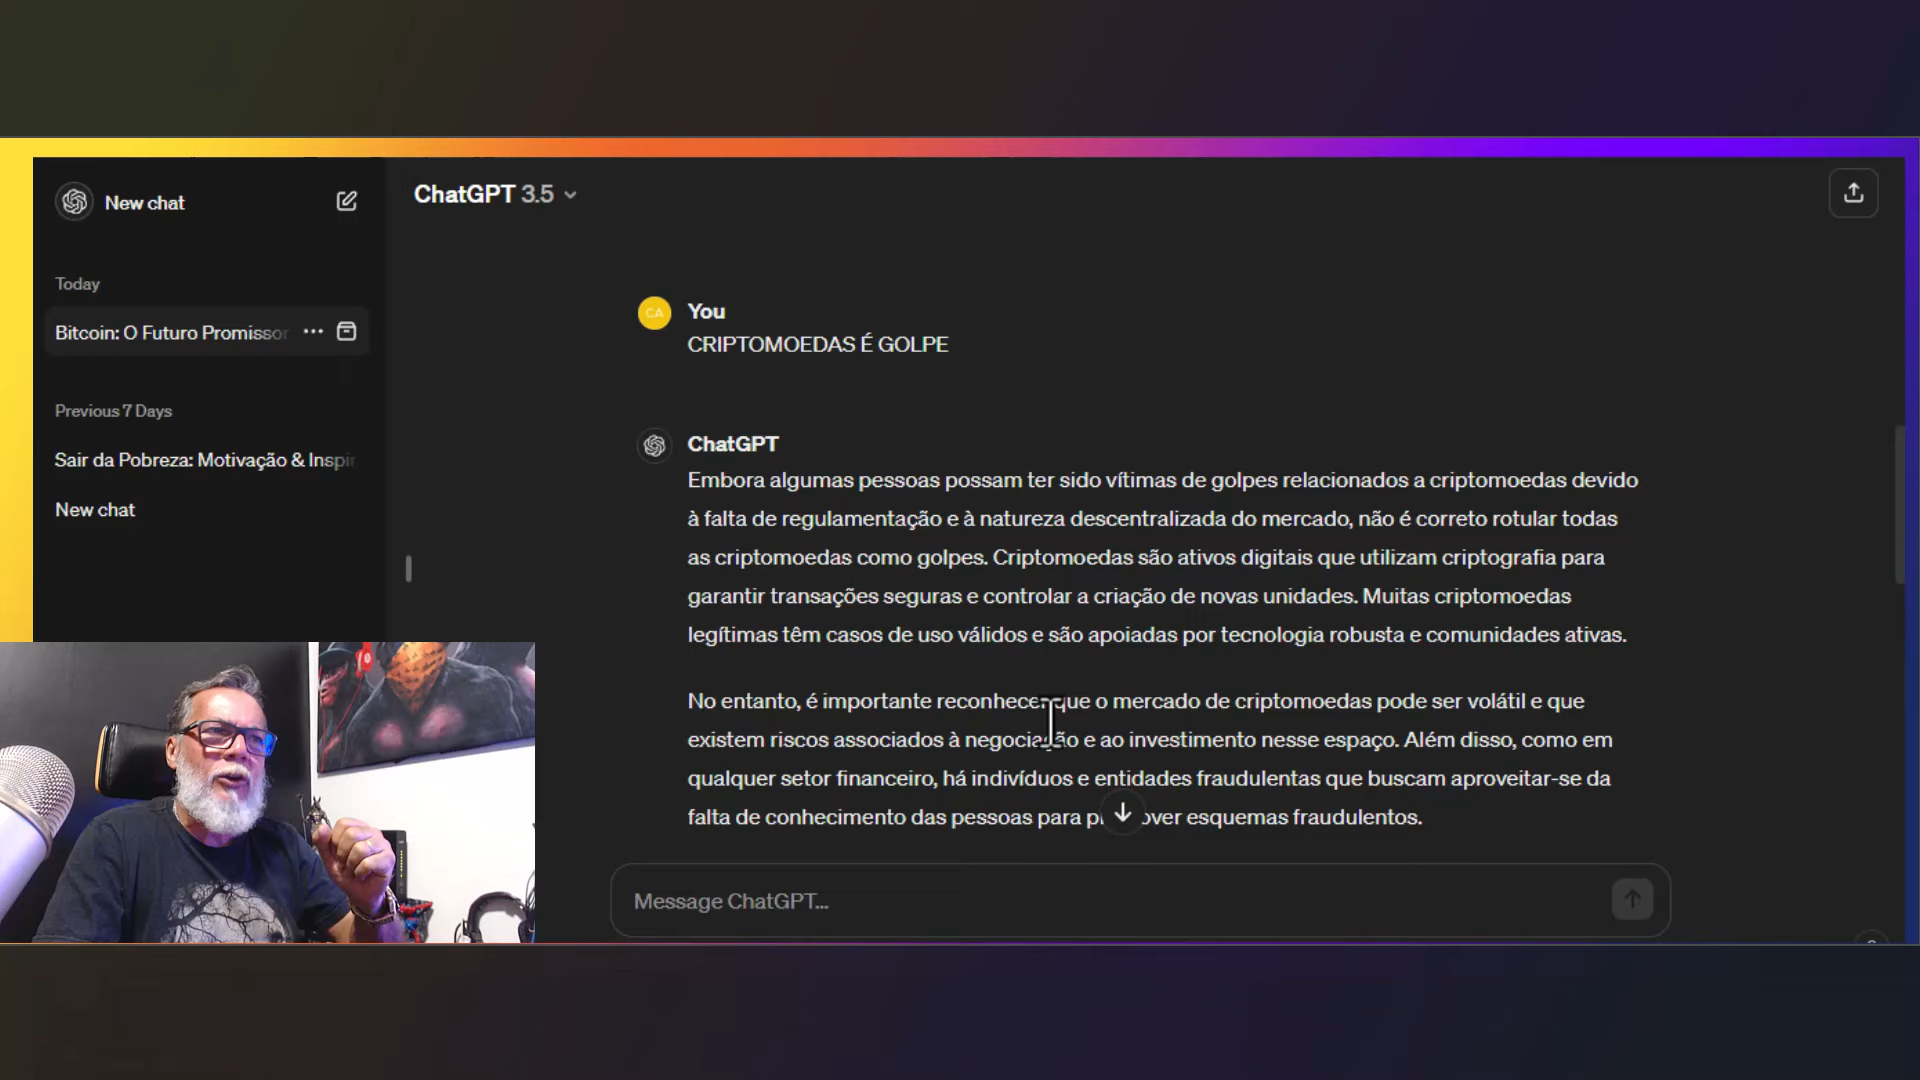 New chat
ChatGPT 3.5
Today
Bitcoin: O Futuro Promissor
Previous 7 Days
Sair da Pobreza: Motivação & Inspir
New chat
CA
You
CRIPTOMOEDAS É GOLPE
ChatGPT
Embora algumas pessoas possam ter sido vítimas de golpes relacionados a criptomoedas devido
à falta de regulamentação e à natureza descentralizada do mercado, não é correto rotular todas
as criptomoedas como golpes. Criptomoedas são ativos digitais que utilizam criptografia para
garantir transações seguras e controlar a criação de novas unidades. Muitas criptomoedas
legítimas têm casos de uso válidos e são apoiadas por tecnologia robusta e comunidades ativas.
No entanto, é importante reconhecer que o mercado de criptomoedas pode ser volátil e que
existem riscos associados à negociação e ao investimento nesse espaço. Além disso, como em
qualquer setor financeiro, há indivíduos e entidades fraudulentas que buscam aproveitar-se da
falta de conhecimento das pessoas para esquemas fraudulentos.
Message ChatGPT...